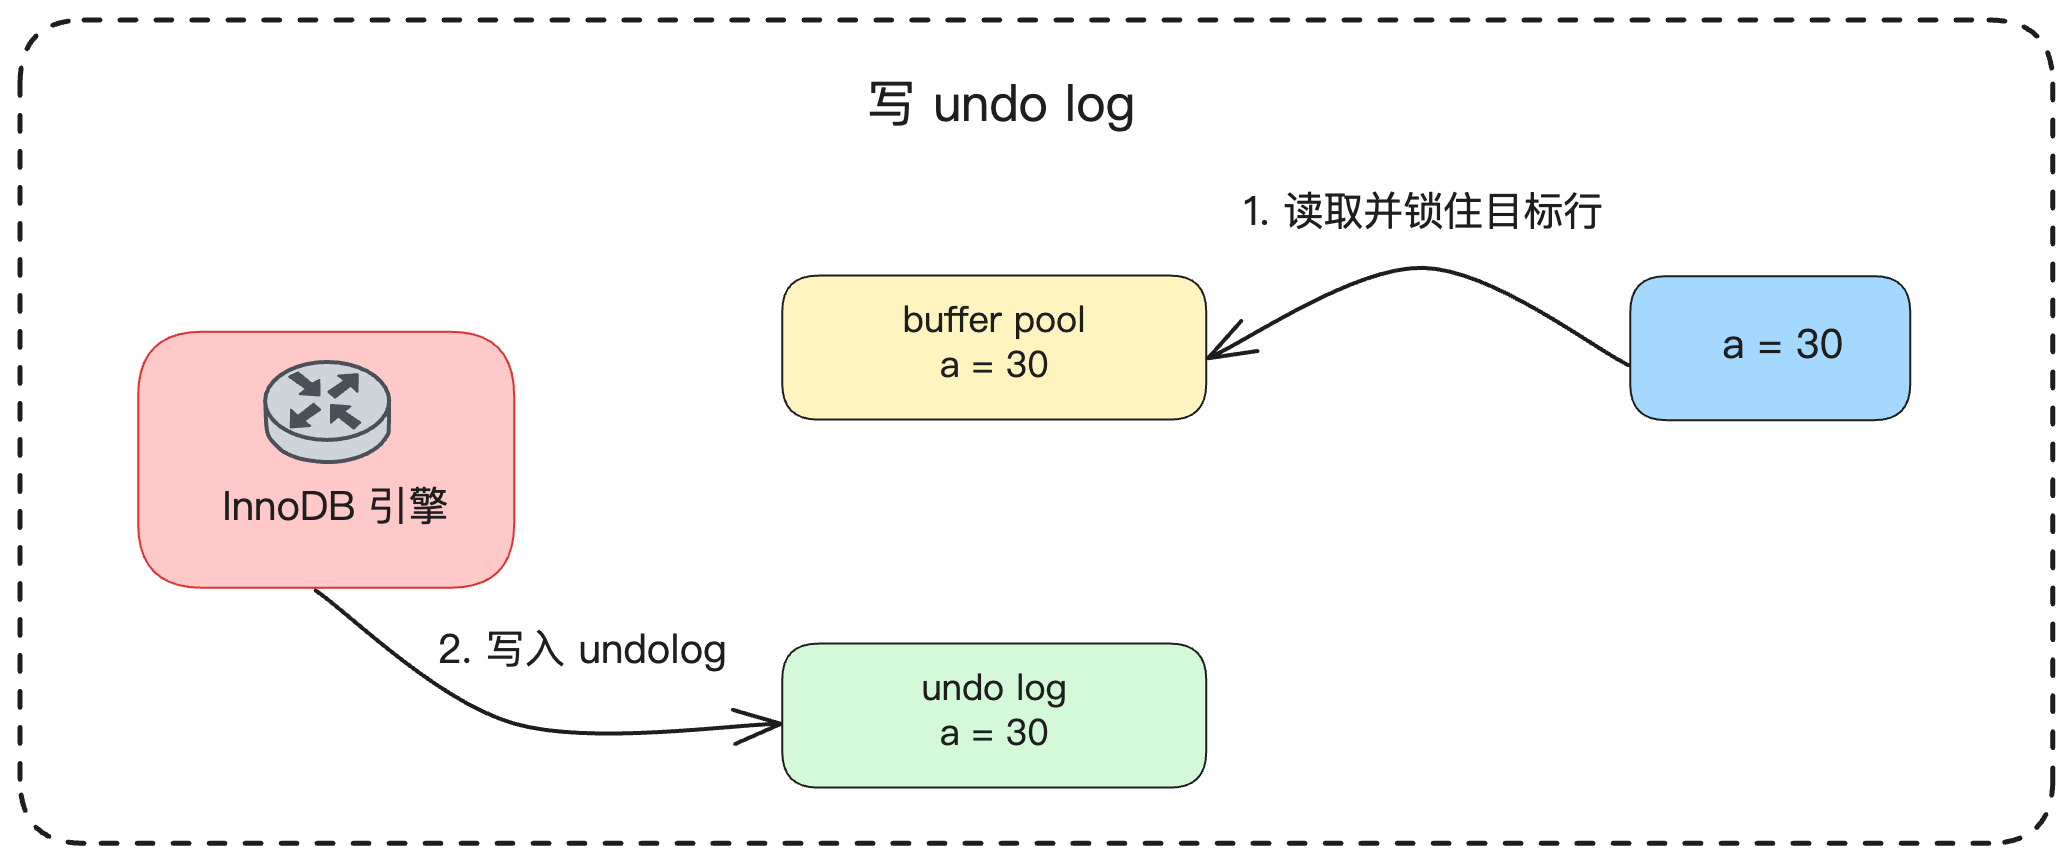 写 undo log
1. 读取并锁住目标行
buffer pool
a = 30
a = 30
InnoDB 引擎
2. 写入 undolog
undo log
a = 30